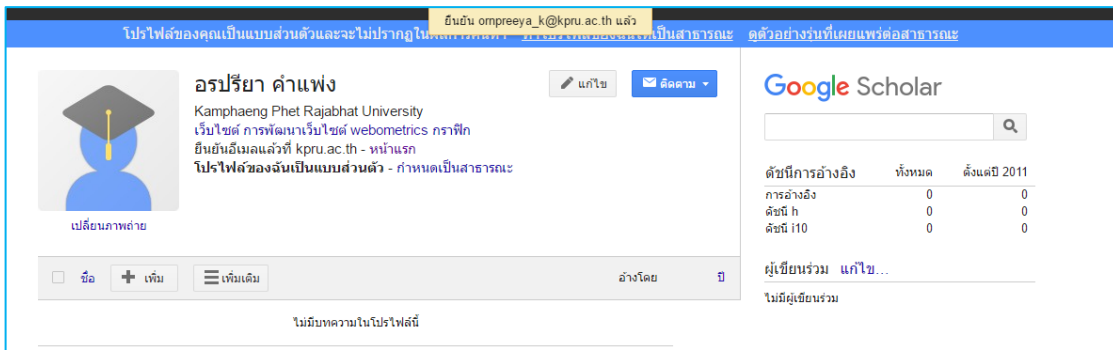 ยืนยัน ornpreeya_k@kpru.ac.th แล้ว
โปรไฟล์ของคุณเป็นแบบส่วนตัวและจะไม่ปรากฏใน เป็นสาธารณะ ดูตัวอย่างรุ่นที่เผยแพร่ต่อสาธารณะ
อรปรียา คำแพ่ง
แก้ไข
ติดตาม
Kamphaeng Phet Rajabhat University
เว็บไซต์ การพัฒนาเว็บไซต์ webometrics กราฟิก
ยืนยันอีเมลแล้วที่ kpru.ac.th - หน้าแรก
โปรไฟล์ของฉันเป็นแบบส่วนตัว - กำหนดเป็นสาธารณะ
เปลี่ยนภาพถ่าย
ชื่อ เพิ่ม เพิ่มเติม อ้างโดย ปี
ไม่มีบทความในโปรไฟล์นี้
Google Scholar
ดัชนีการอ้างอิง ทั้งหมด ตั้งแต่ปี 2011
การอ้างอิง 0 0
ดัชนี h 0 0
ดัชนี i10 0 0
ผู้เขียนร่วม แก้ไข...
ไม่มีผู้เขียนร่วม